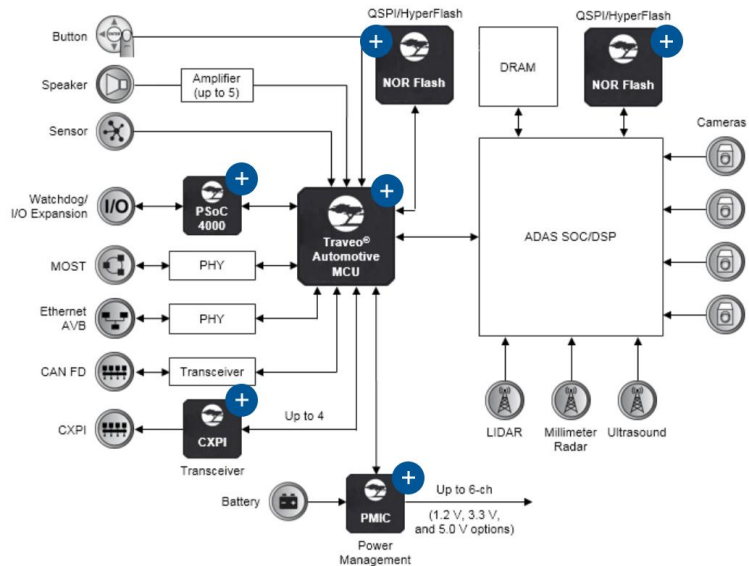 QSPI/HyperFlash
QSPI/HyperFlash
Button
ENTER
+
NOR Flash
DRAM
+
NOR Flash
Speaker
Amplifier
(up to 5)
Sensor
Cameras
Watchdog/
I/O Expansion
I/O
+
PSoC
4000
+
Traveo®
Automotive
MCU
ADAS SOC/DSP
MOST
PHY
Ethernet
AVB
PHY
CAN FD
Transceiver
CXPI
+
CXPI
Transceiver
Up to 4
LIDAR
Millimeter
Radar
Ultrasound
Battery
+
PMIC
Power
Management
Up to 6-ch
(1.2 V, 3.3 V,
and 5.0 V options)